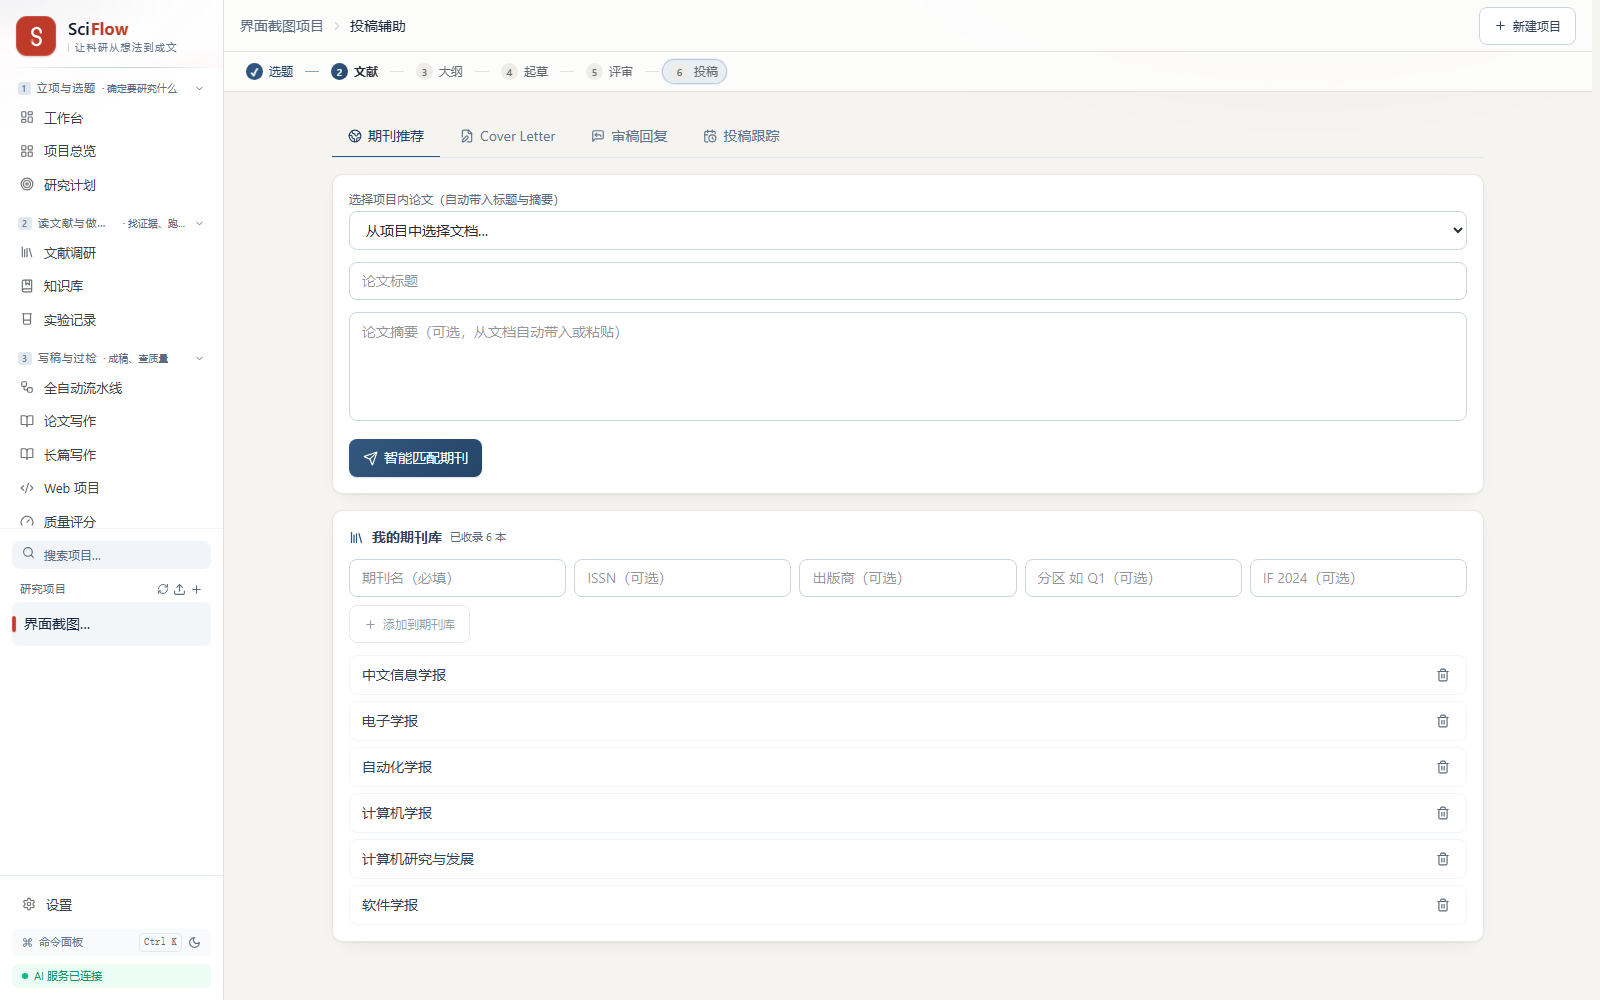 S
SciFlow
让科研从想法到成文
1 立项与选题 · 确定要研究什么
工作台
项目总览
研究计划
2 读文献与做... · 找证据、跑...
文献调研
知识库
实验记录
3 写稿与过检 · 成稿、查质量
全自动流水线
论文写作
长篇写作
Web 项目
质量评分
搜索项目...
研究项目
界面截图...
设置
命令面板 Ctrl K
AI 服务已连接
界面截图项目 投稿辅助
新建项目
选题 2 文献 3 大纲 4 起草 5 评审 6 投稿
期刊推荐 Cover Letter 审稿回复 投稿跟踪
选择项目内论文（自动带入标题与摘要）
从项目中选择文档...
论文标题
论文摘要（可选，从文档自动带入或粘贴）
智能匹配期刊
我的期刊库 已收录 6 本
期刊名（必填） ISSN（可选） 出版商（可选） 分区 如 Q1（可选） IF 2024（可选）
添加到期刊库
中文信息学报
电子学报
自动化学报
计算机学报
计算机研究与发展
软件学报